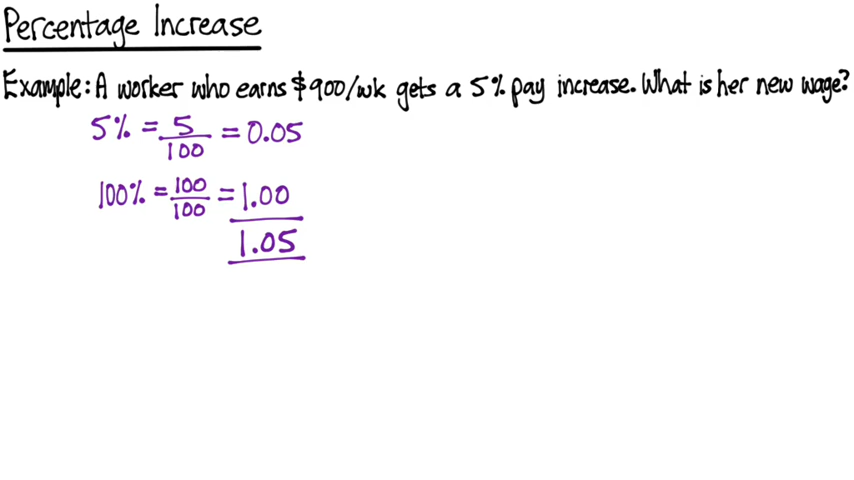 Percentage Increase
Example: A worker who earns $900/wk gets a 5% pay increase. What is her new wage?
5% = 5/100 = 0.05
100% = 100/100 = 1.00
1.05